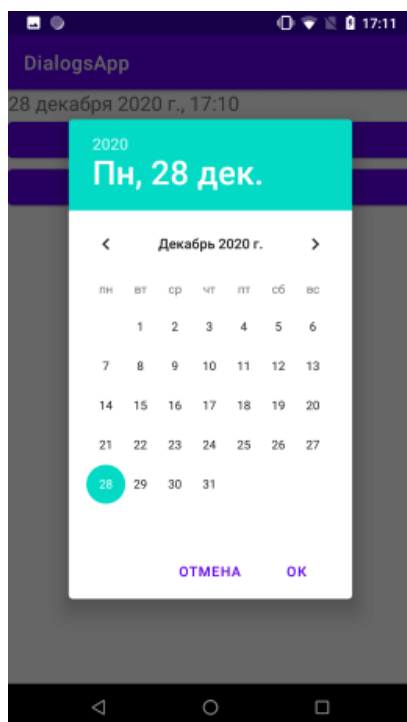 17:11
DialogsApp
28 декабря 2020 г., 17:10
2020
Пн, 28 дек.
Декабрь 2020 г.
пн вт ср чт пт сб вс
1 2 3 4 5 6
7 8 9 10 11 12 13
14 15 16 17 18 19 20
21 22 23 24 25 26 27
28 29 30 31
ОТМЕНА ОК